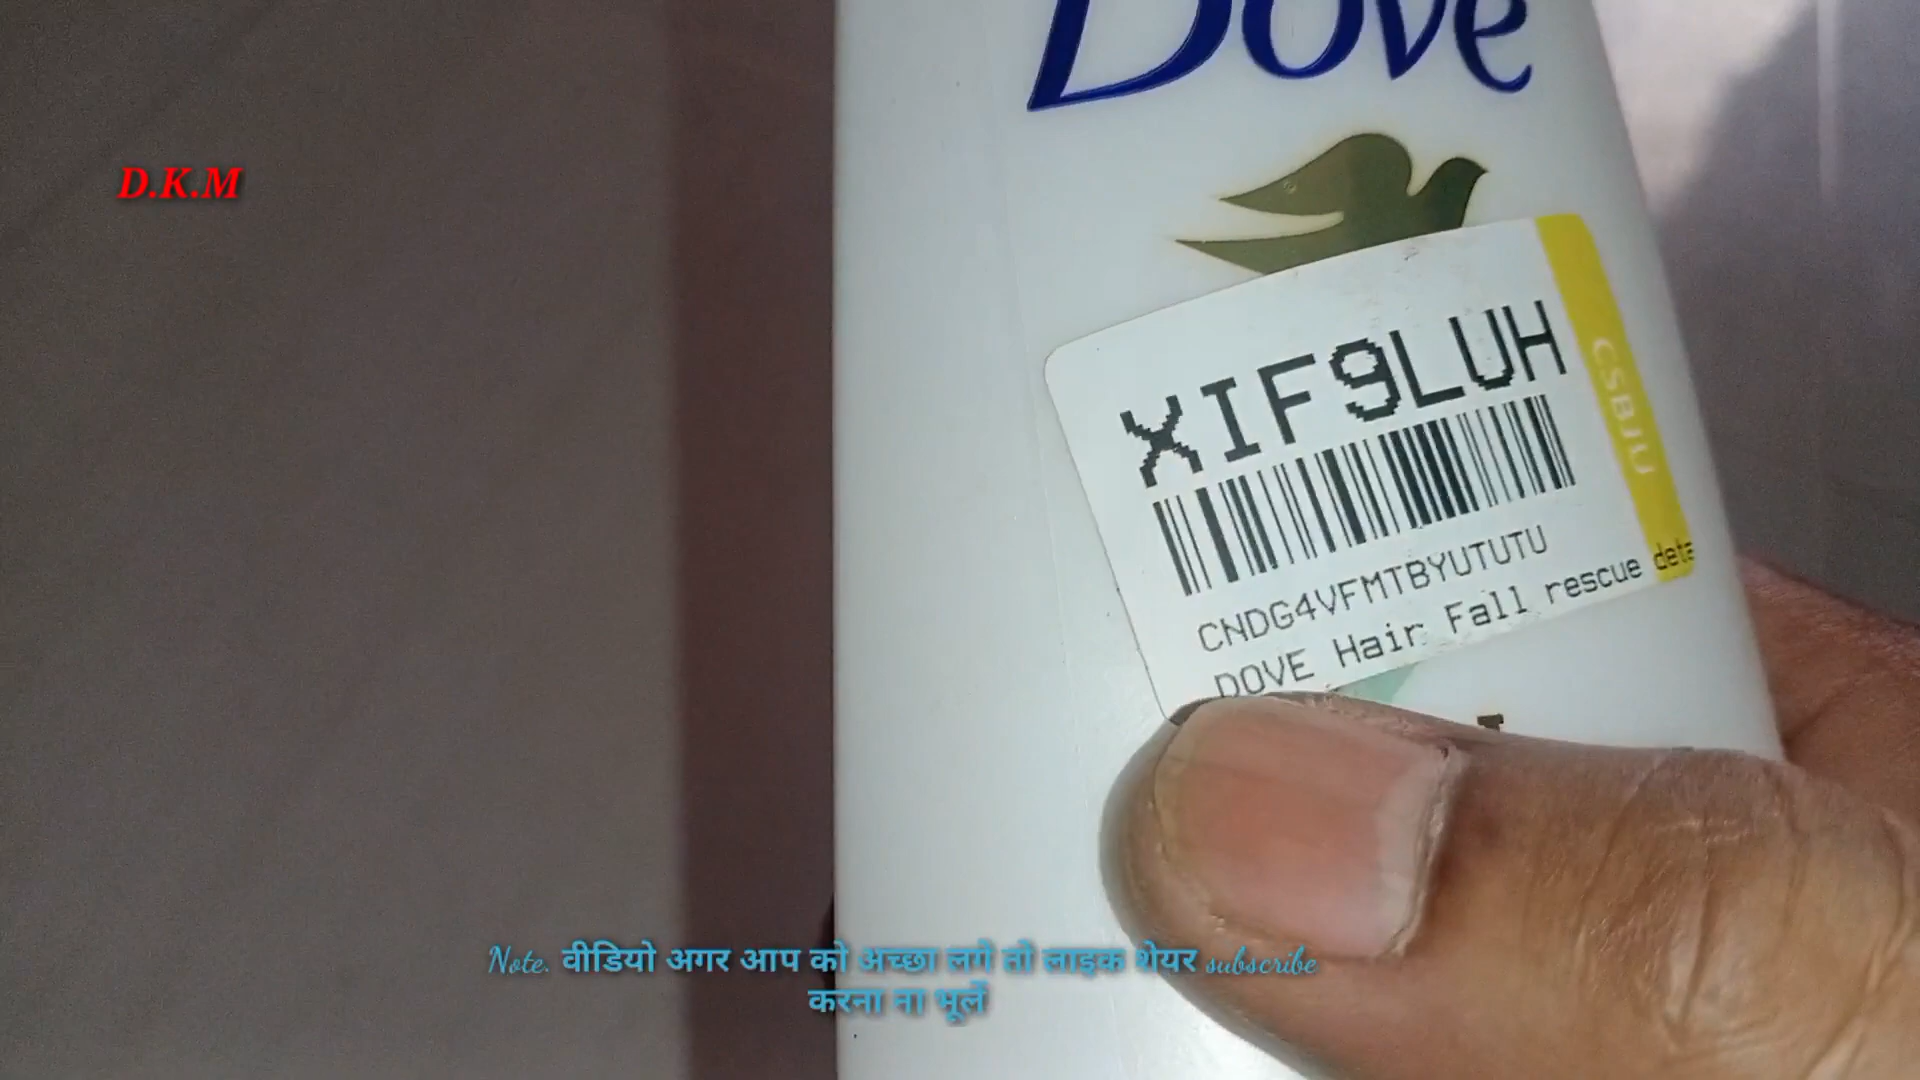 Dove
D.K.M
XIF9LUH
CSBJU
CNDG4VFMTBYUTUTU
DOVE Hair Fall rescue deta
Note. वीडियो अगर आप को अच्छा लगे तो लाइक शेयर subscribe
करना ना भूलें